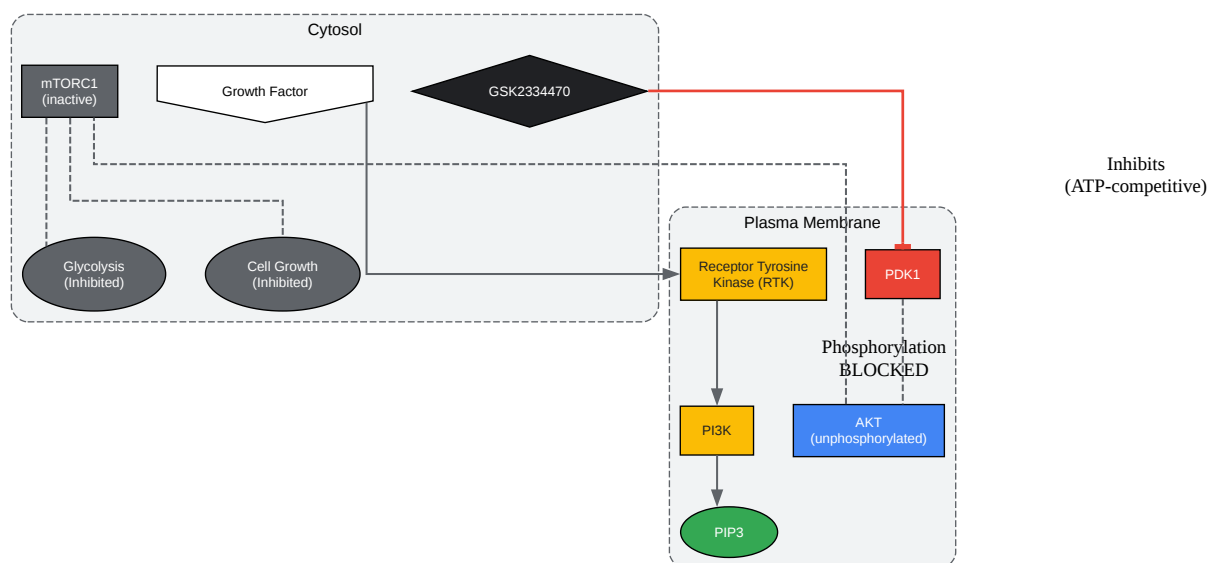 Cytosol
mTORC1
(inactive)
Growth Factor
GSK2334470
Inhibits
(ATP-competitive)
Plasma Membrane
Glycolysis
(Inhibited)
Cell Growth
(Inhibited)
Receptor Tyrosine
Kinase (RTK)
PDK1
Phosphorylation
BLOCKED
PI3K
AKT
(unphosphorylated)
PIP3